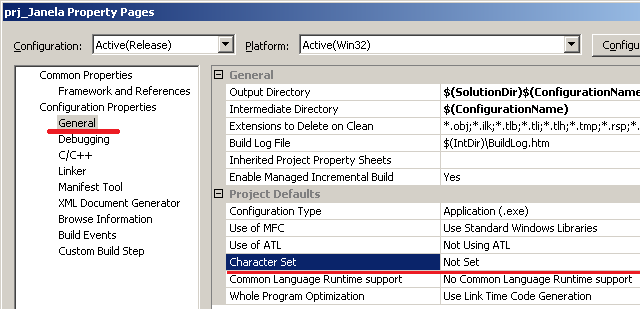 prj_Janela Property Pages
Configuration: Active(Release) Platform: Active(Win32) Configu
Common Properties
Framework and References
Configuration Properties
General
Debugging
C/C++
Linker
Manifest Tool
XML Document Generator
Browse Information
Build Events
Custom Build Step
General
Output Directory $(SolutionDir)$(ConfigurationName
Intermediate Directory $(ConfigurationName)
Extensions to Delete on Clean *.obj;*.ilk;*.tlb;*.tli;*.tlh;*.tmp;*.rsp;*.
Build Log File $(IntDir)\BuildLog.htm
Inherited Project Property Sheets
Enable Managed Incremental Build Yes
Project Defaults
Configuration Type Application (.exe)
Use of MFC Use Standard Windows Libraries
Use of ATL Not Using ATL
Character Set Not Set
Common Language Runtime support No Common Language Runtime support
Whole Program Optimization Use Link Time Code Generation